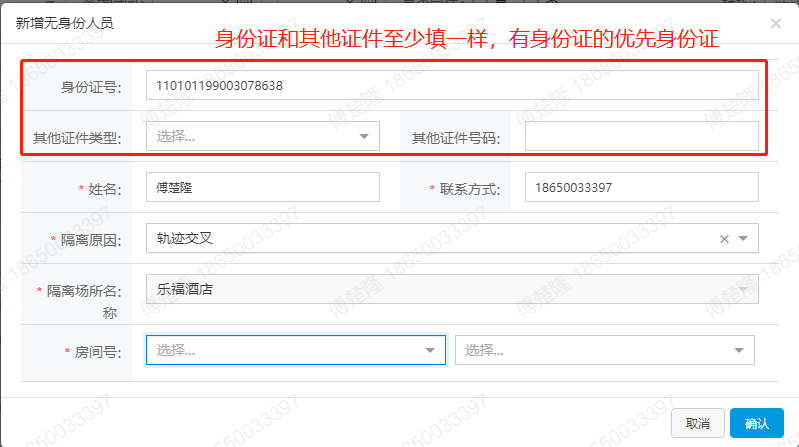 新增无身份人员
×
身份证和其他证件至少填一样，有身份证的优先身份证
身份证号：
110101199003078638
其他证件类型：
选择...
其他证件号码：
* 姓名：
傅楚隆
* 联系方式：
18650033397
* 隔离原因：
轨迹交叉
×
* 隔离场所名：
称
乐福酒店
* 房间号：
选择...
选择...
取消
确认
傅楚隆 18650033397